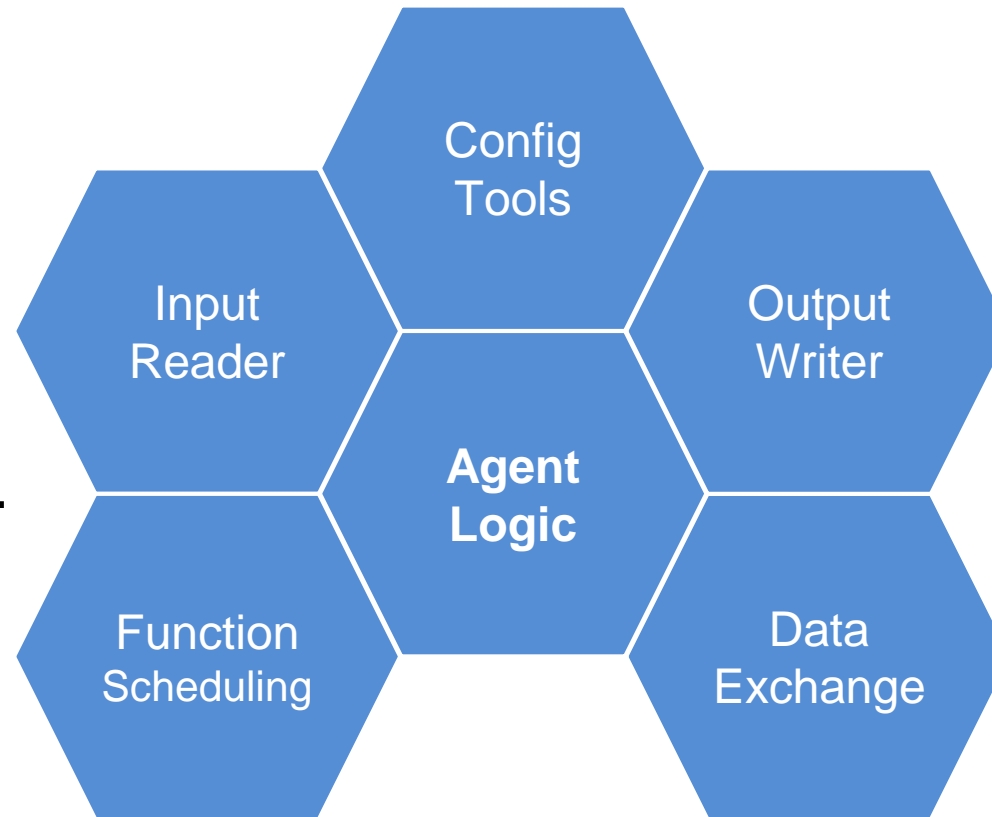 Config
Tools
Input
Reader
Output
Writer
Agent
Logic
.
Function
Scheduling
Data
Exchange